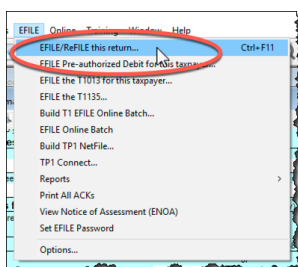 EFILE Online Training Window Help
EFILE/ReFILE this return... Ctrl+F11
EFILE Pre-authorized Debit for this taxpayer...
EFILE the T1013 for this taxpayer...
EFILE the T1135...
Build T1 EFILE Online Batch...
EFILE Online Batch
Build TP1 NetFile...
TP1 Connect...
Reports >
Print All ACKs
View Notice of Assessment (ENOA)
Set EFILE Password
Options...